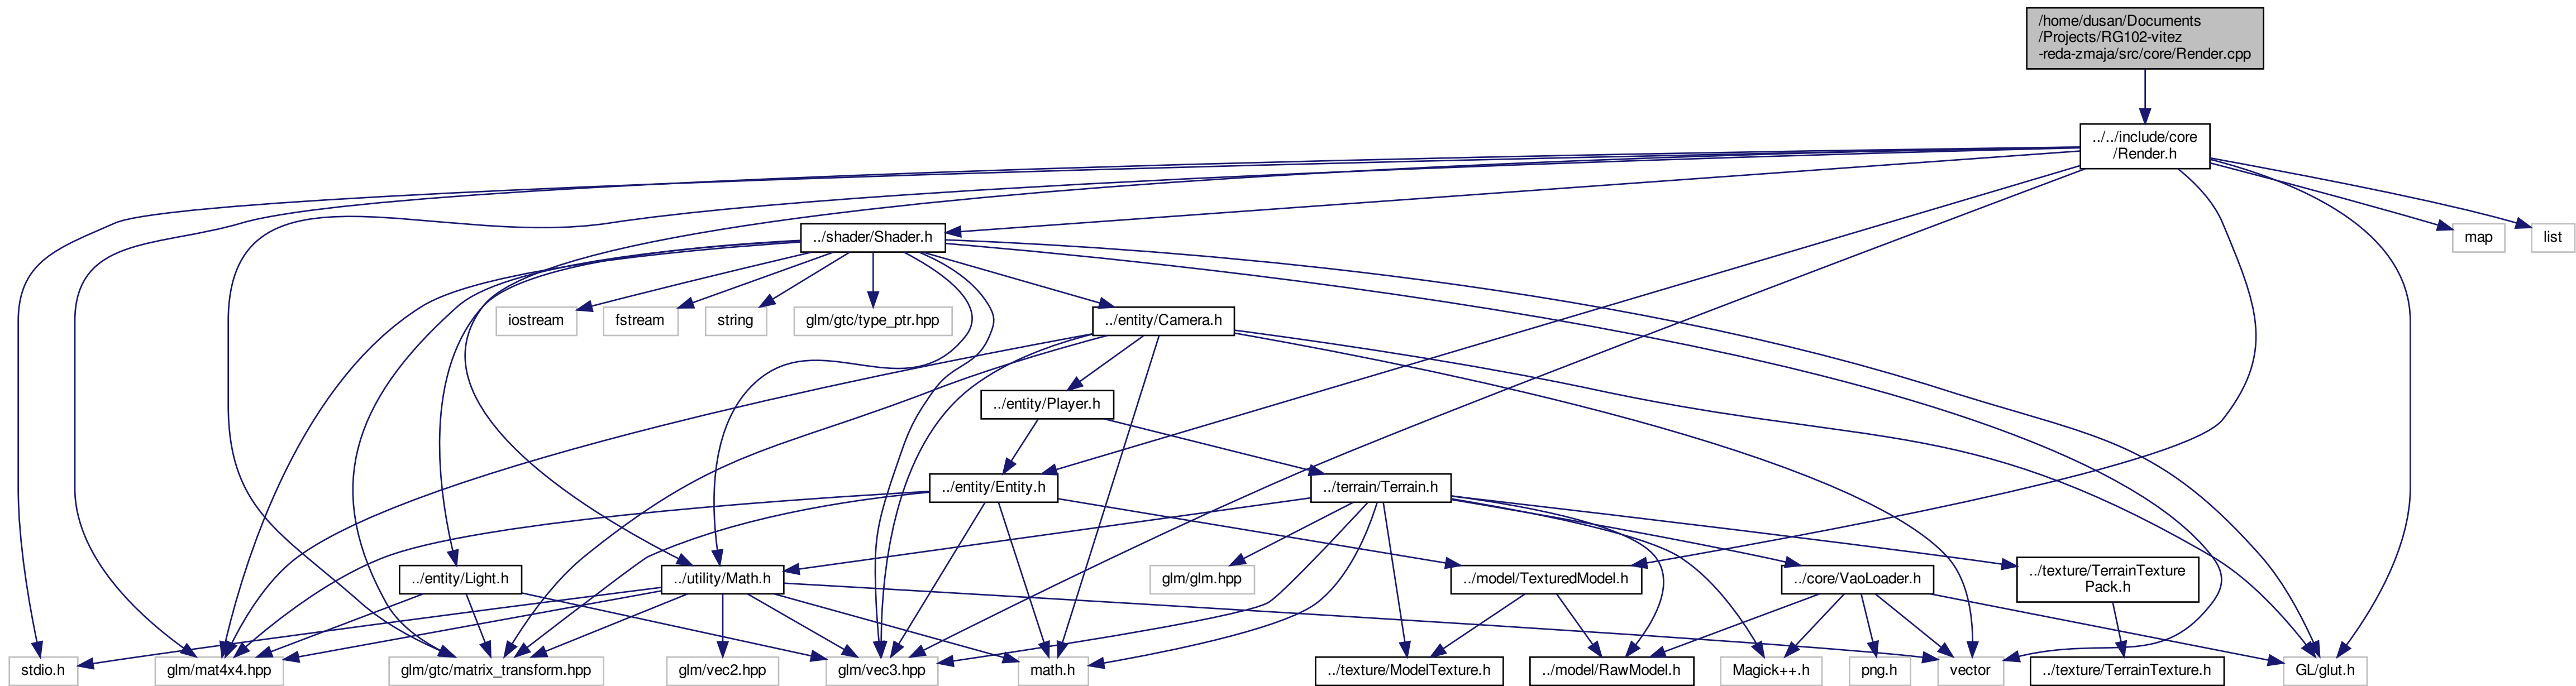 /home/dusan/Documents
/Projects/RG102-vitez
-reda-zmaja/src/core/Render.cpp
../../include/core
/Render.h
../shader/Shader.h
map
list
iostream
fstream
string
glm/gtc/type_ptr.hpp
../entity/Camera.h
../entity/Player.h
../entity/Entity.h
../terrain/Terrain.h
../entity/Light.h
../utility/Math.h
glm/glm.hpp
../model/TexturedModel.h
../core/VaoLoader.h
../texture/TerrainTexture
Pack.h
stdio.h
glm/mat4x4.hpp
glm/gtc/matrix_transform.hpp
glm/vec2.hpp
glm/vec3.hpp
math.h
../texture/ModelTexture.h
../model/RawModel.h
Magick++.h
png.h
vector
../texture/TerrainTexture.h
GL/glut.h